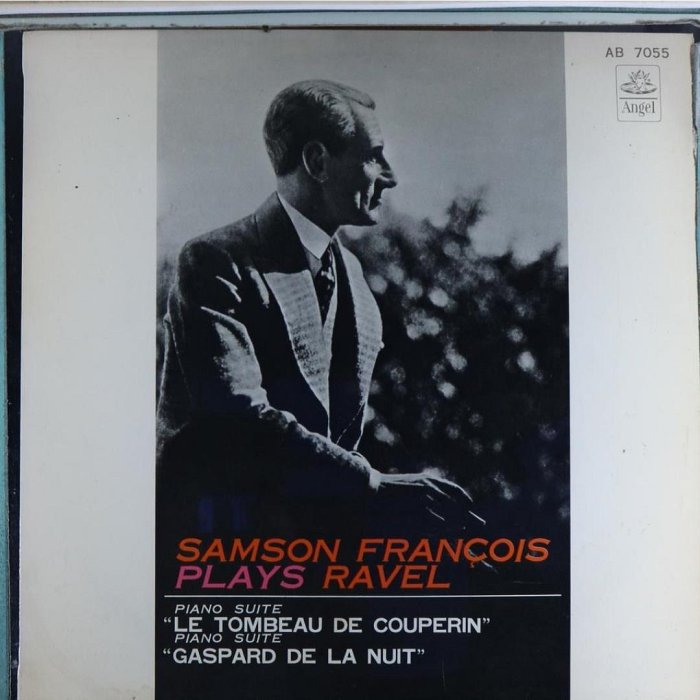 AB 7055
Angel
SAMSON FRANÇOIS
PLAYS RAVEL
PIANO SUITE
“LE TOMBEAU DE COUPERIN”
PIANO SUITE
“GASPARD DE LA NUIT”